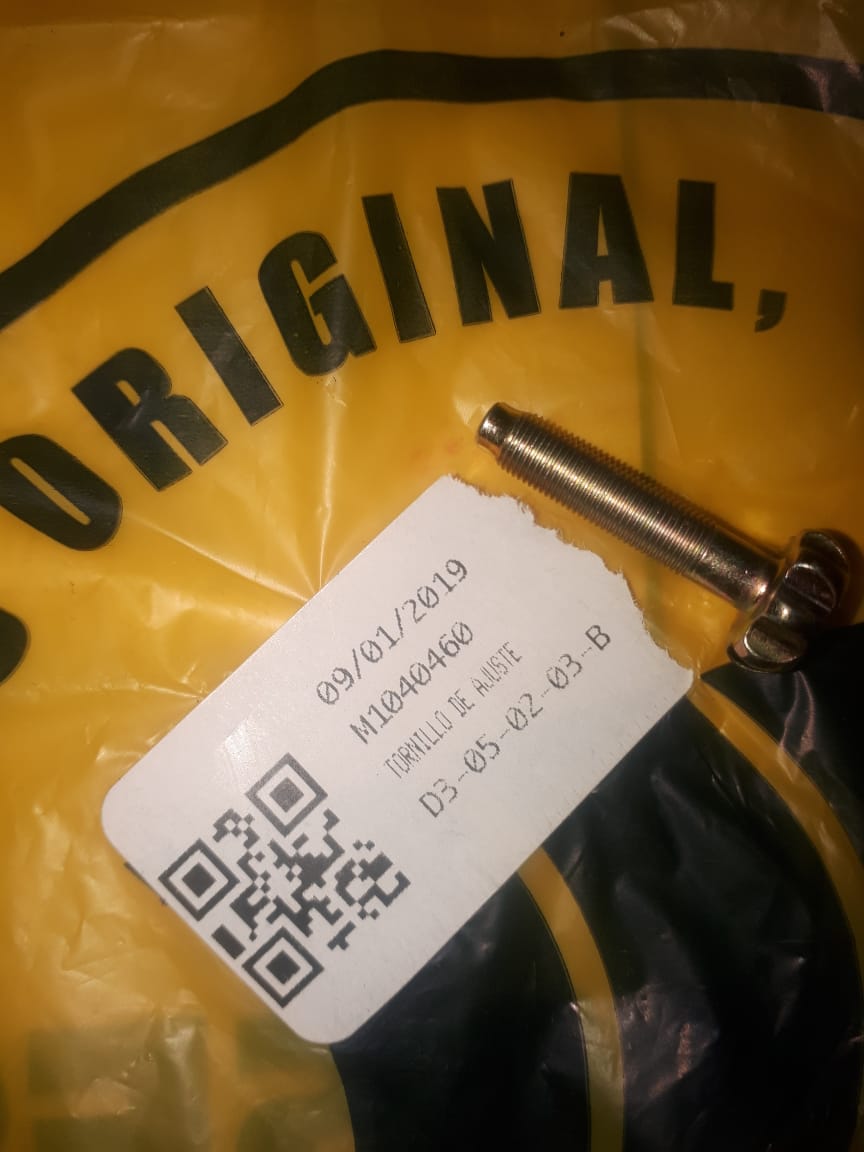 ORIGINAL,
09/01/2019
M1040460
TORNILLO DE AJUSTE
D3-05-02-03-B